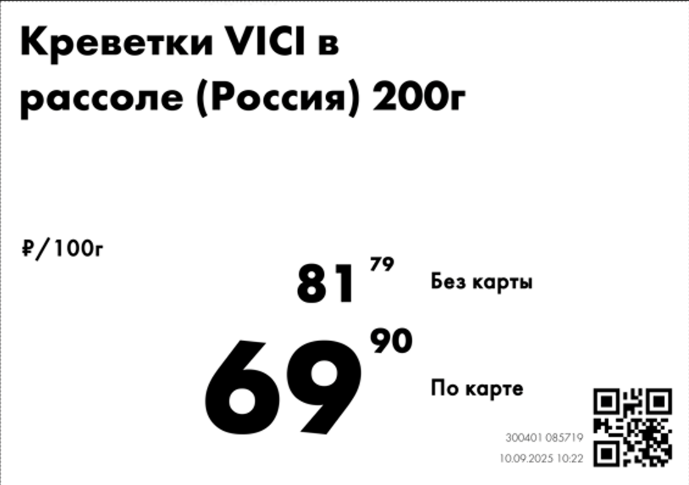 Креветки VICI в
рассоле (Россия) 200г
₽/100г
81 79 Без карты
69 90 По карте
300401 085719
10.09.2025 10:22